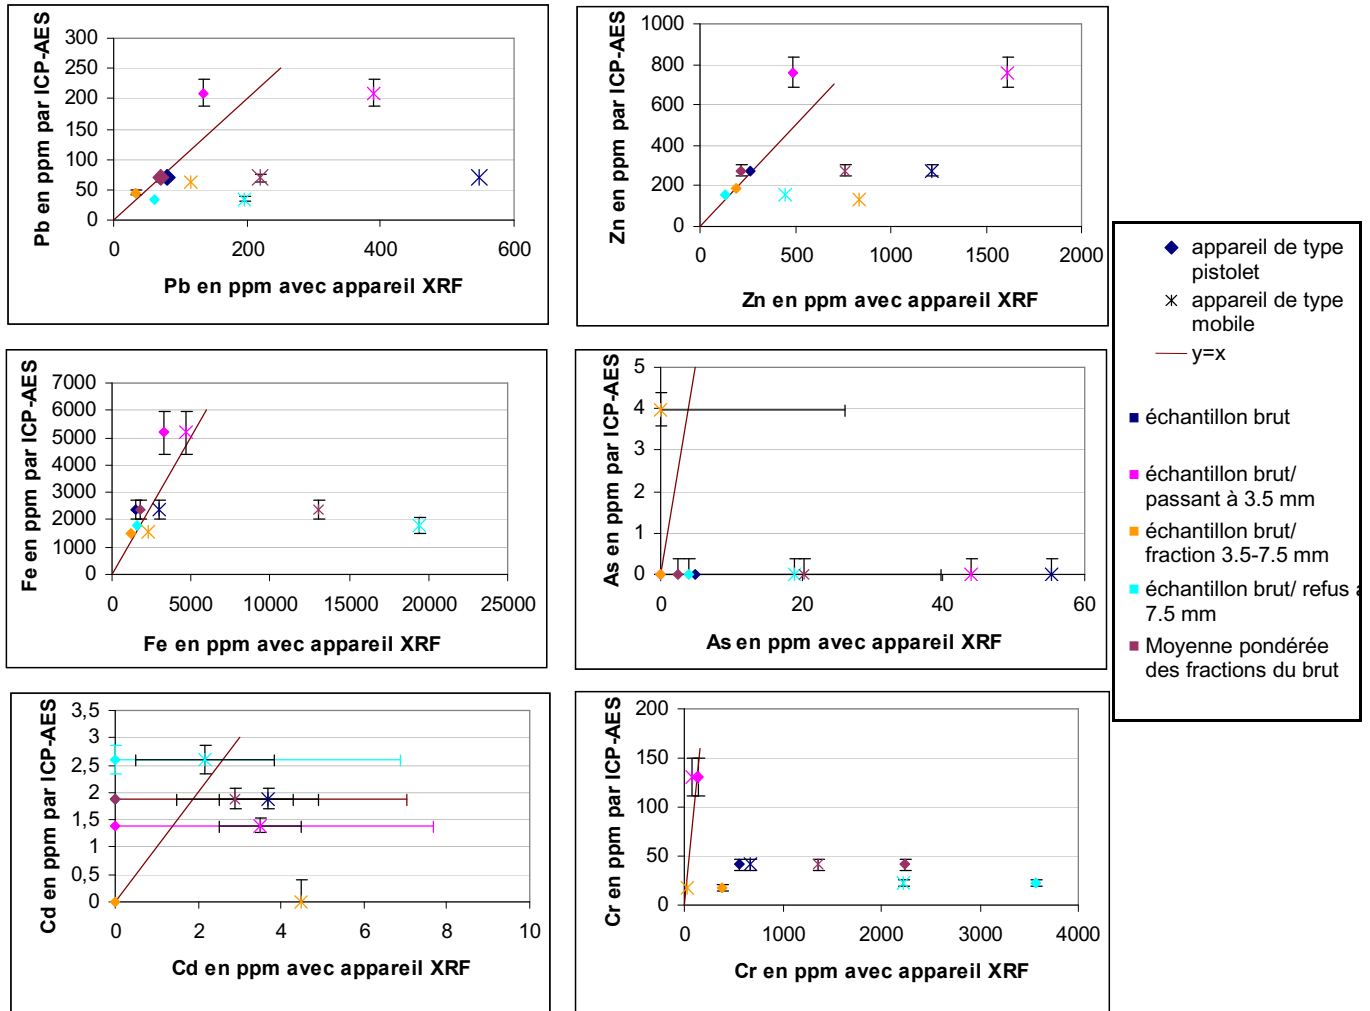 Pb en ppm par ICP-AES
300
250
200
150
100
50
0
0
200
400
600
Pb en ppm avec appareil XRF
Zn en ppm par ICP-AES
1000
800
600
400
200
0
0
500
1000
1500
2000
Zn en ppm avec appareil XRF
Fe en ppm par ICP-AES
7000
6000
5000
4000
3000
2000
1000
0
0
5000
10000
15000
20000
25000
Fe en ppm avec appareil XRF
As en ppm par ICP-AES
5
4
3
2
1
0
0
20
40
60
As en ppm avec appareil XRF
Cd en ppm par ICP-AES
3,5
3
2,5
2
1,5
1
0,5
0
0
2
4
6
8
10
Cd en ppm avec appareil XRF
Cr en ppm par ICP-AES
200
150
100
50
0
0
1000
2000
3000
4000
Cr en ppm avec appareil XRF
appareil de type
pistolet
appareil de type
mobile
y=x
échantillon brut
échantillon brut/
passant à 3.5 mm
échantillon brut/
fraction 3.5-7.5 mm
échantillon brut/ refus à
7.5 mm
Moyenne pondérée
des fractions du brut